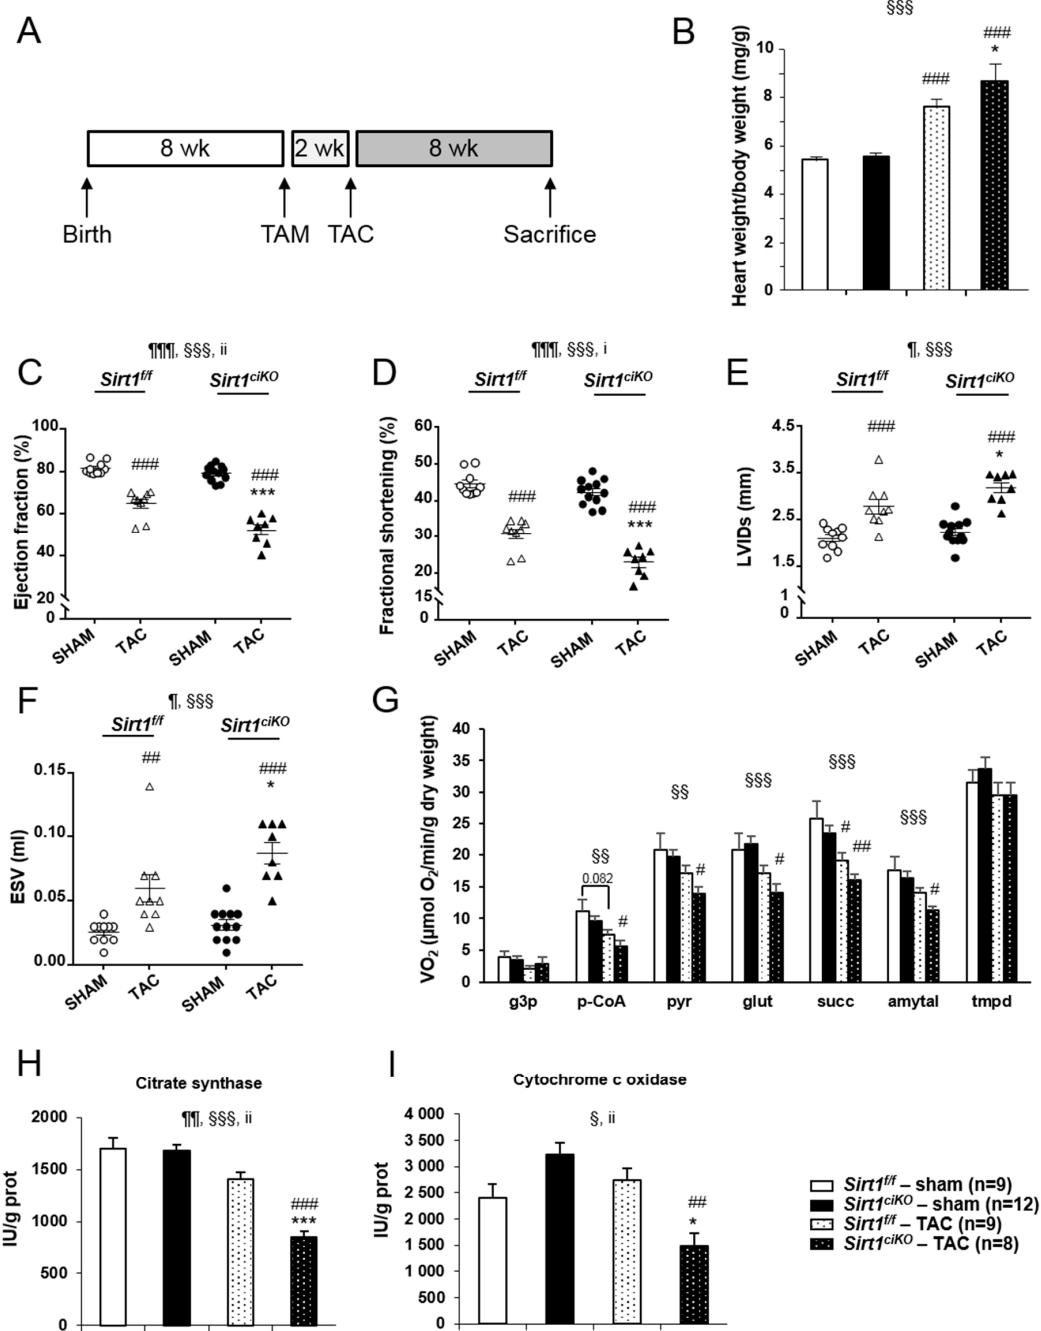 A
8 wk
2 wk
8 wk
Birth
TAM
TAC
Sacrifice
B
§§§
###
*
###
Heart weight/body weight (mg/g)
10
8
6
4
2
0
C
¶¶¶, §§§, ii
Sirt1f/f
Sirt1ciKO
Ejection fraction (%)
100
80
60
40
20
0
###
###
***
SHAM
TAC
SHAM
TAC
D
¶¶¶, §§§, i
Sirt1f/f
Sirt1ciKO
Fractional shortening (%)
60
50
40
30
20
15
0
###
###
***
SHAM
TAC
SHAM
TAC
E
¶, §§§
Sirt1f/f
Sirt1ciKO
LVIDs (mm)
4.5
3.5
2.5
1.5
1
0
###
###
*
SHAM
TAC
SHAM
TAC
F
¶, §§§
Sirt1f/f
Sirt1ciKO
ESV (ml)
0.15
0.10
0.05
0.00
##
###
*
SHAM
TAC
SHAM
TAC
G
VO2 (µmol O2/min/g dry weight)
40
35
30
25
20
15
10
5
0
§§
0.082
#
§§
#
§§§
#
§§§
#
##
§§§
#
g3p
p-CoA
pyr
glut
succ
amytal
tmpd
H
Citrate synthase
¶¶, §§§, ii
IU/g prot
2000
1500
1000
500
0
###
***
I
Cytochrome c oxidase
§, ii
IU/g prot
4 000
3 500
3 000
2 500
2 000
1 500
1 000
500
0
##
*
Sirt1f/f – sham (n=9)
Sirt1ciKO – sham (n=12)
Sirt1f/f – TAC (n=9)
Sirt1ciKO – TAC (n=8)